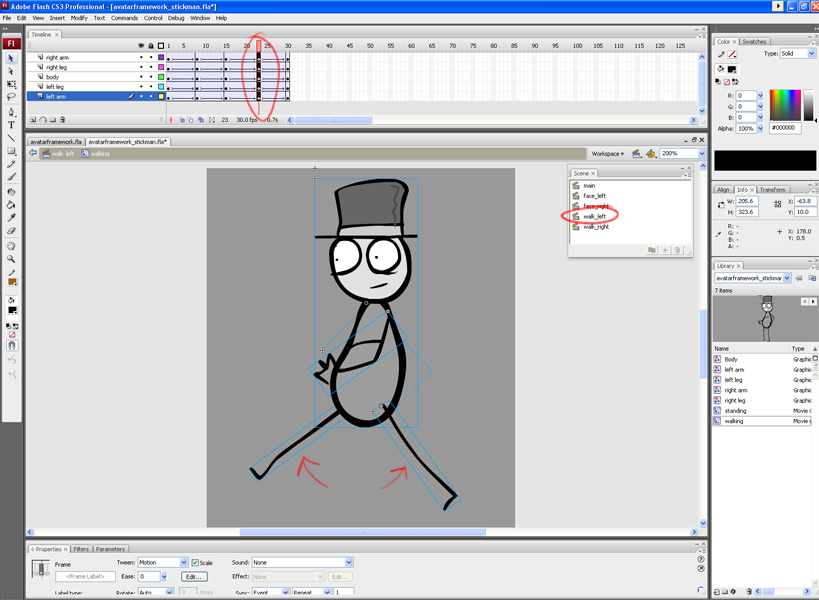 Adobe Flash CS3 Professional - [avatarframework_stickman.fla*]
File Edit View Insert Modify Text Commands Control Debug Window Help
Timeline ×
1 5 10 15 20 25 30 35 40 45 50 55 60 65 70 75 80 85 90 95 100 105 110 115 120 125
right arm
right leg
body
left leg
left arm
23 30.0 fps 0.7s
avatarframework.fla avatarframework_stickman.fla* ×
walk_left walking
Workspace ▾ 200%
Scene ×
main
face_left
face_right
walk_left
walk_right
Color × Swatches
Type: Solid
R: 0
G: 0
B: 0
Alpha: 100% #000000
Align Info × Transform
W: 205.6 X: -63.8
H: 323.6 Y: 10.0
R: -
G: - X: 178.0
B: - Y: 0.5
A: -
Library ×
avatarframework_stickmar
7 items
Name Type
Body Graphic
left arm Graphic
left leg Graphic
right arm Graphic
right leg Graphic
standing Movie
walking Movie
Properties × Filters Parameters
Frame Tween: Motion Scale Sound: None
<Frame Label> Ease: 0 Edit... Effect: None Edit...
Label type: Rotate: Auto 0 times Sync: Event Repeat 1